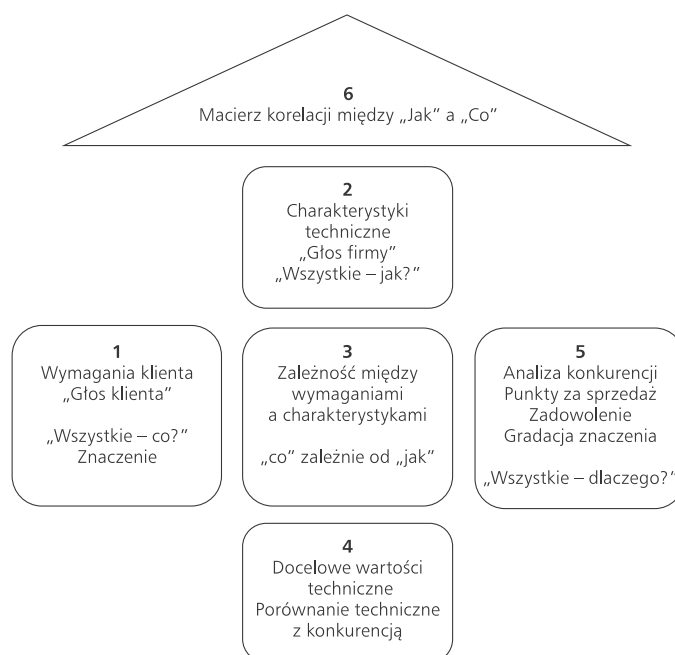 6
Macierz korelacji między „Jak” a „Co”
2
Charakterystyki
techniczne
„Głos firmy”
„Wszystkie – jak?”
1
Wymagania klienta
„Głos klienta”
„Wszystkie – co?”
Znaczenie
3
Zależność między
wymaganiami
a charakterystykami
„co” zależnie od „jak”
5
Analiza konkurencji
Punkty za sprzedaż
Zadowolenie
Gradacja znaczenia
„Wszystkie – dlaczego?”
4
Docelowe wartości
techniczne
Porównanie techniczne
z konkurencją